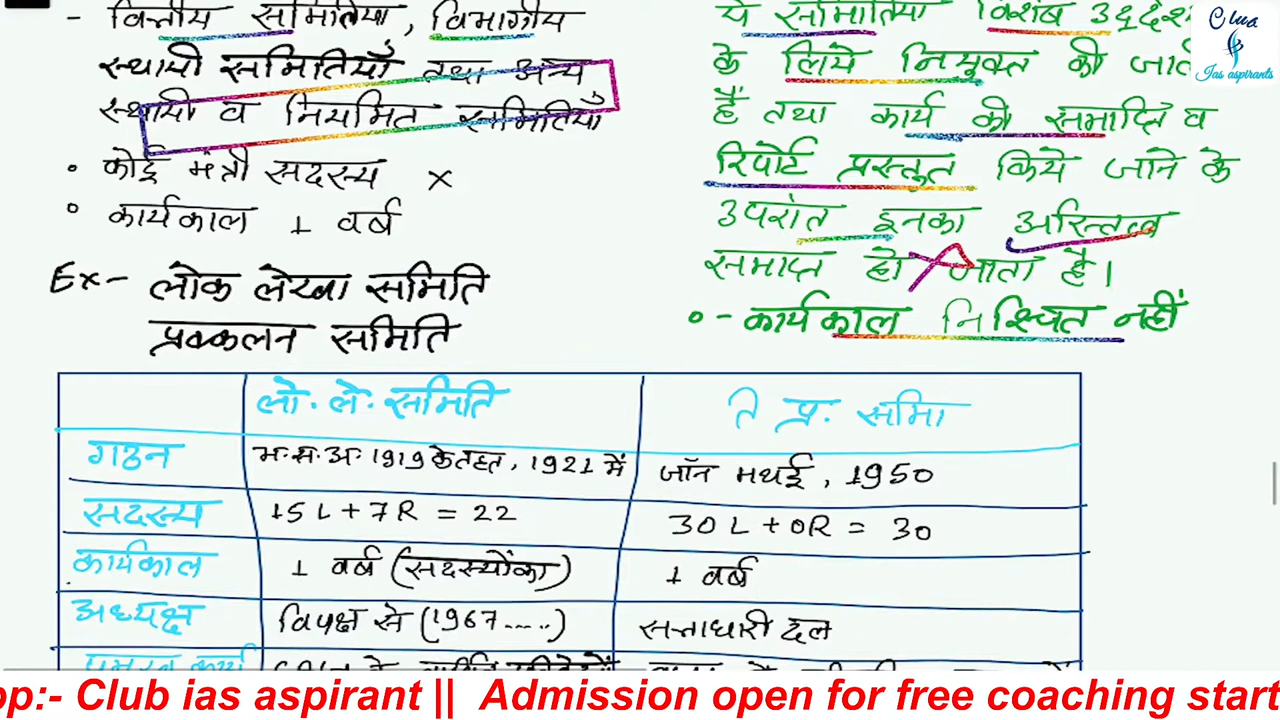 - वित्तीय समितियां, विभागीय
स्थायी समितियाँ तथा अन्य
स्थायी व नियमित समितियाँ
• कोई मंत्री सदस्य ×
• कार्यकाल 1 वर्ष
Ex- लोक लेखा समिति
प्राक्कलन समिति
ये समितियां विशेष उद्देश्य
के लिये नियुक्त की जाती
हैं तथा कार्य की समाप्ति व
रिपोर्ट प्रस्तुत किये जाने के
उपरांत इनका अस्तित्व
समाप्त हो जाता है।
•- कार्यकाल निश्चित नहीं
Club
Ias aspirants
लो. ले. समिति
प्र. समि
गठन
भ. स. अ. 1919 के तहत, 1921 में
जॉन मथई, 1950
सदस्य
15 L + 7 R = 22
30 L + 0R = 30
कार्यकाल
1 वर्ष (सदस्यों का)
1 वर्ष
अध्यक्ष
विपक्ष से (1967.....)
सत्ताधारी दल
op:- Club ias aspirant || Admission open for free coaching start